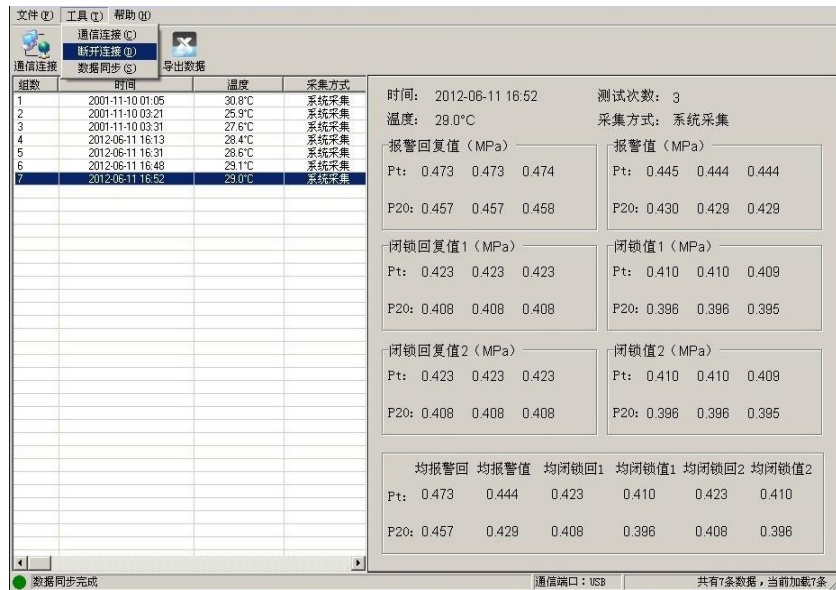 文件(F) 工具(T) 帮助(H)
通信连接(C)
断开连接(D)
数据同步(S)
通信连接 导出数据
组数 时间 温度 采集方式
1 2001-11-10 01:05 30.8°C 系统采集
2 2001-11-10 03:21 25.9°C 系统采集
3 2001-11-10 03:31 27.6°C 系统采集
4 2012-06-11 16:13 28.4°C 系统采集
5 2012-06-11 16:31 28.6°C 系统采集
6 2012-06-11 16:48 29.1°C 系统采集
7 2012-06-11 16:52 29.0°C 系统采集
时间: 2012-06-11 16:52 测试次数: 3
温度: 29.0°C 采集方式: 系统采集
报警回复值(MPa)
Pt: 0.473 0.473 0.474
P20: 0.457 0.457 0.458
报警值(MPa)
Pt: 0.445 0.444 0.444
P20: 0.430 0.429 0.429
闭锁回复值1(MPa)
Pt: 0.423 0.423 0.423
P20: 0.408 0.408 0.408
闭锁值1(MPa)
Pt: 0.410 0.410 0.409
P20: 0.396 0.396 0.395
闭锁回复值2(MPa)
Pt: 0.423 0.423 0.423
P20: 0.408 0.408 0.408
闭锁值2(MPa)
Pt: 0.410 0.410 0.409
P20: 0.396 0.396 0.395
均报警回 均报警值 均闭锁回1 均闭锁值1 均闭锁回2 均闭锁值2
Pt: 0.473 0.444 0.423 0.410 0.423 0.410
P20: 0.457 0.429 0.408 0.396 0.408 0.396
数据同步完成 通信端口:USB 共有7条数据,当前加载7条